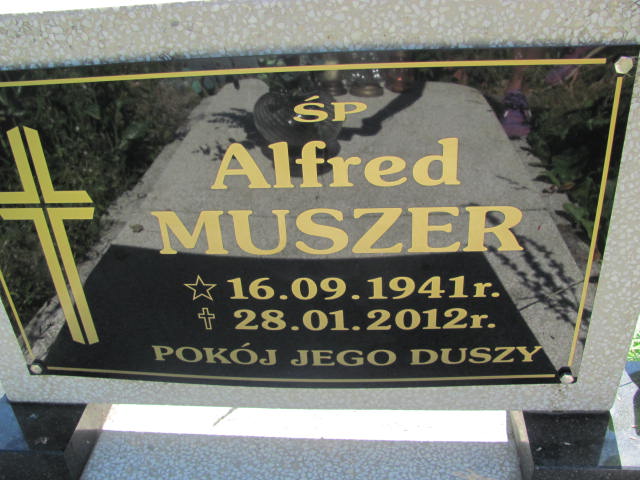 ŚP
Alfred
MUSZER
16.09.1941r.
28.01.2012r.
POKÓJ JEGO DUSZY